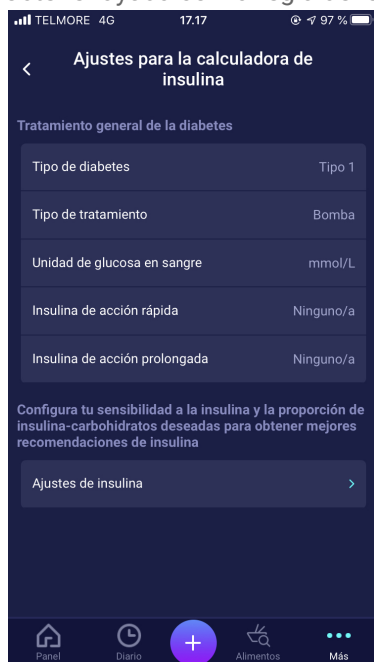 TELMORE 4G 17.17 97 %
Ajustes para la calculadora de
insulina
Tratamiento general de la diabetes
Tipo de diabetes Tipo 1
Tipo de tratamiento Bomba
Unidad de glucosa en sangre mmol/L
Insulina de acción rápida Ninguno/a
Insulina de acción prolongada Ninguno/a
Configura tu sensibilidad a la insulina y la proporción de
insulina-carbohidratos deseadas para obtener mejores
recomendaciones de insulina
Ajustes de insulina
Panel Diario Alimentos Más